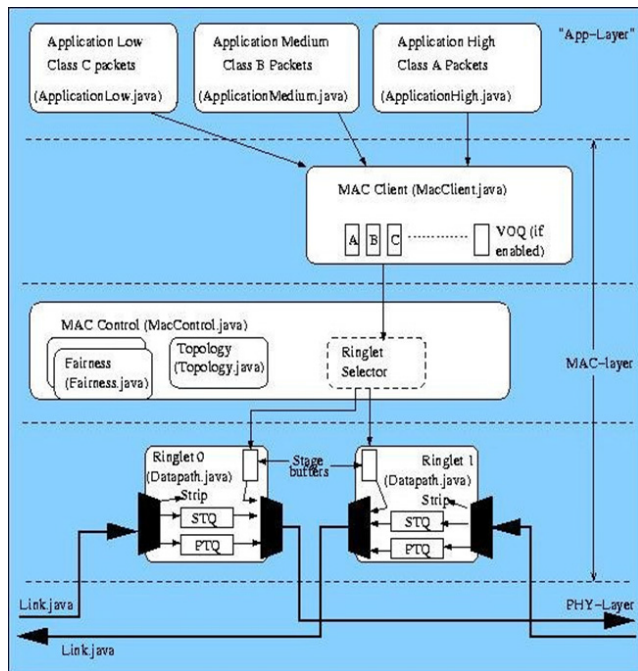 Application Low
Class C packets
(ApplicationLow.java)
Application Medium
Class B Packets
(ApplicationMedium.java)
Application High
Class A Packets
(ApplicationHigh.java)
"App-Layer"
MAC Client (MacClient.java)
A
B
C
VOQ (if
enabled)
MAC Control (MacControl.java)
Fairness
(Fairness.java)
Topology
(Topology.java)
Ringlet
Selector
MAC-layer
Ringlet 0
(Datapath.java)
Strip
STQ
PTQ
Stage
buffers
Ringlet 1
(Datapath.java)
Strip
STQ
PTQ
Link.java
PHY-Layer
Link.java